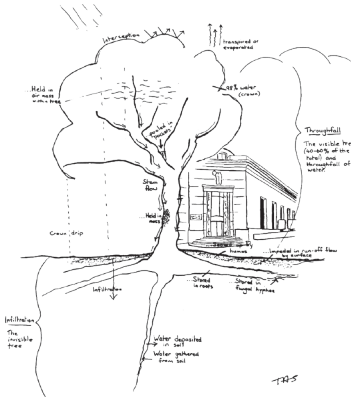 Interception
transpired or
evaporated
Held in
air mass
within tree
98% water
(crown)
pooled in
pockets
Throughfall
The visible tree
(40-60% of the
total) and
throughfall of
water
Stem
flow
Held in
moss
Crown drip
humus
Impeded in run-off flow
by surface
Infiltration
Stored
in roots
Stored in
fungal hyphae
Infiltration
The
invisible
tree
Water deposited
in soil
Water gathered
from soil